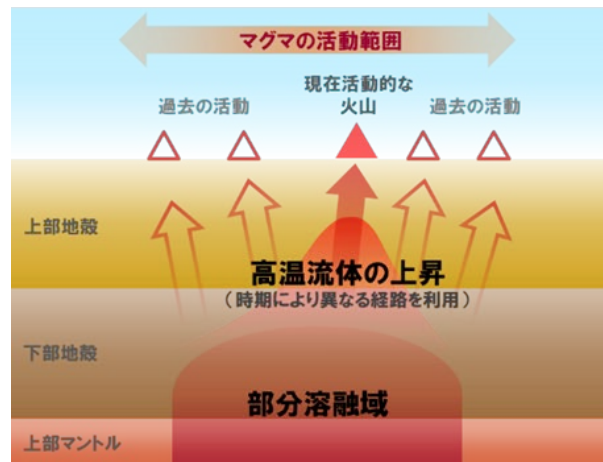 マグマの活動範囲
現在活動的な
火山
過去の活動
過去の活動
上部地殻
高温流体の上昇
（時期により異なる経路を利用）
下部地殻
部分溶融域
上部マントル